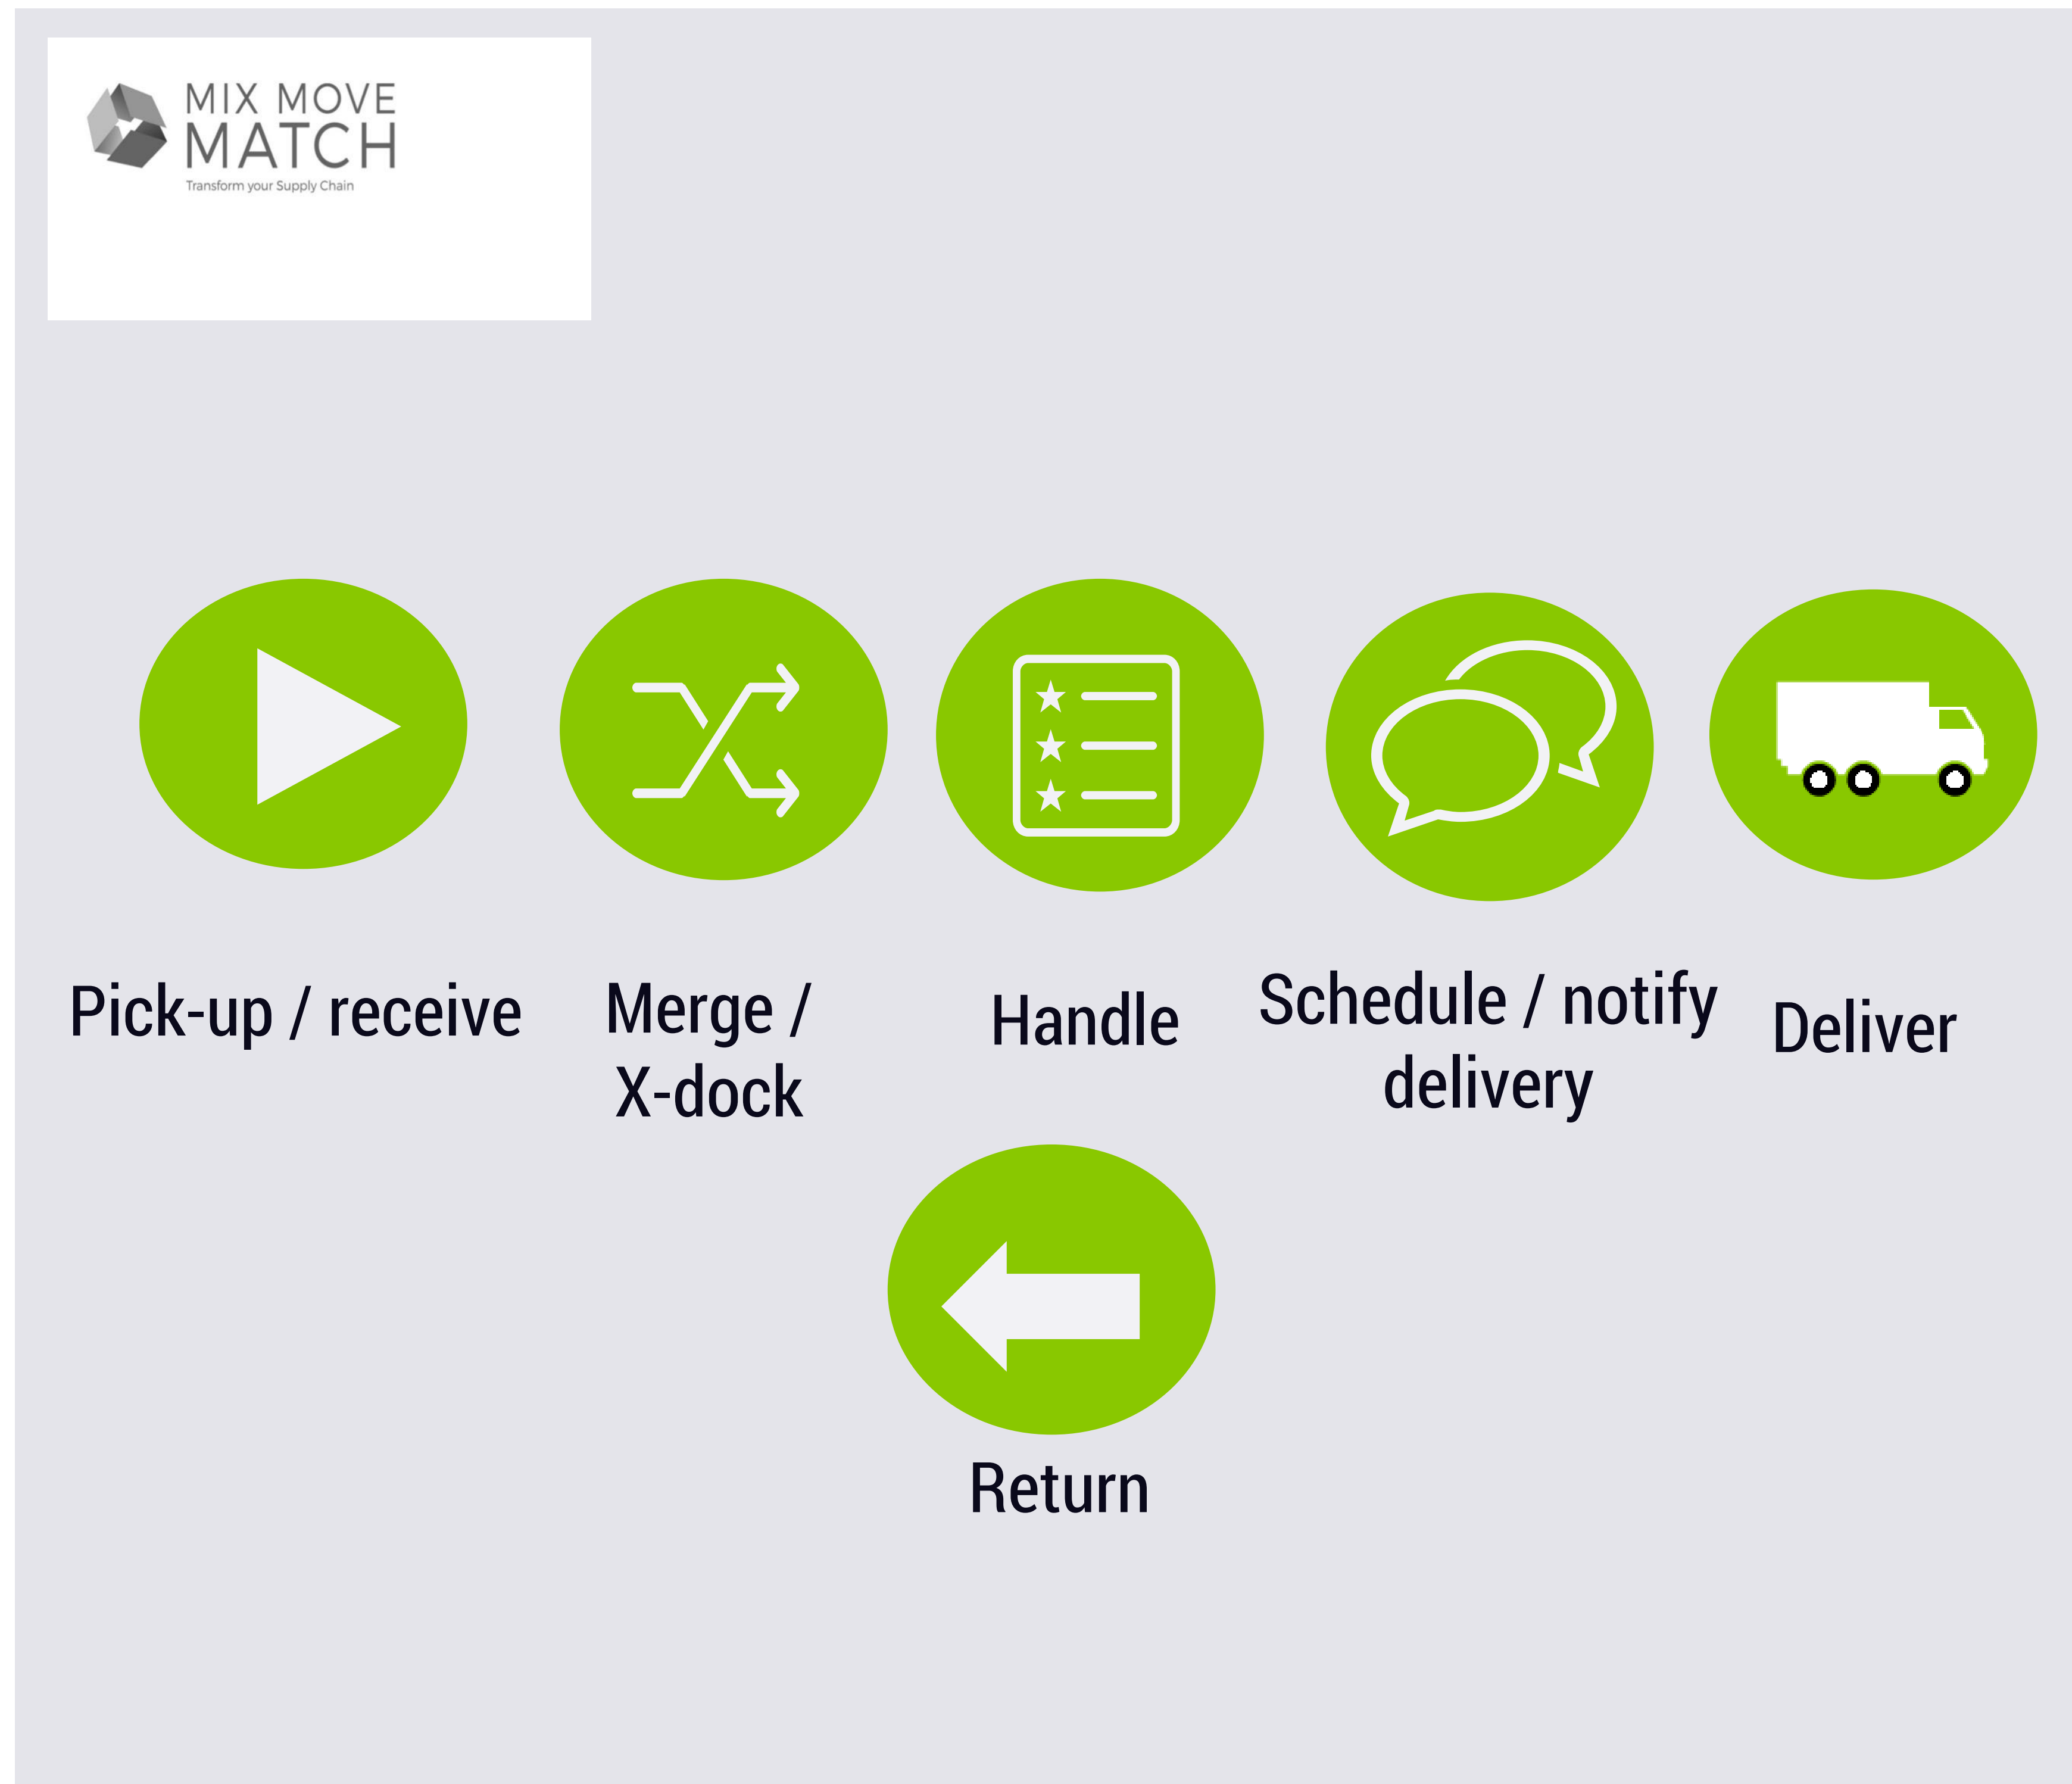 MIX MOVE
MATCH
Transform your Supply Chain
Pick-up / receive
Merge /
X-dock
Handle
Schedule / notify
delivery
Deliver
Return